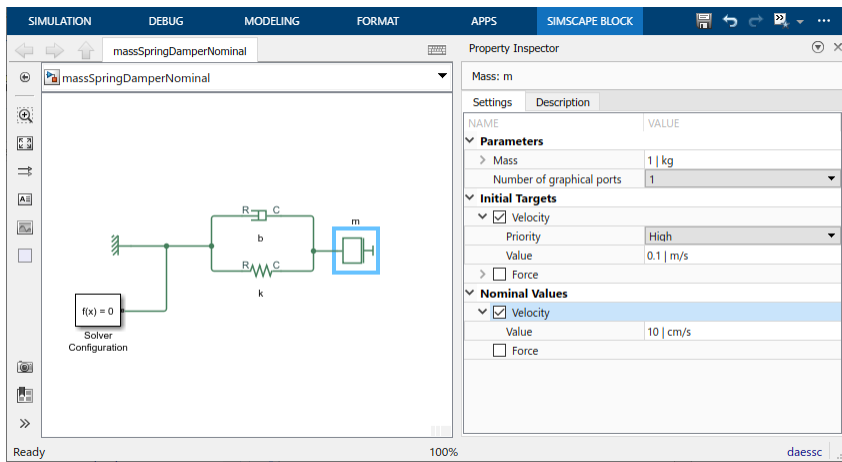 SIMULATION DEBUG MODELING FORMAT APPS SIMSCAPE BLOCK
massSpringDamperNominal
massSpringDamperNominal
R C
b
R C
k
m
f(x) = 0
Solver
Configuration
Property Inspector
Mass: m
Settings Description
NAME VALUE
Parameters
Mass 1 | kg
Number of graphical ports 1
Initial Targets
Velocity
Priority High
Value 0.1 | m/s
Force
Nominal Values
Velocity
Value 10 | cm/s
Force
Ready 100% daessc